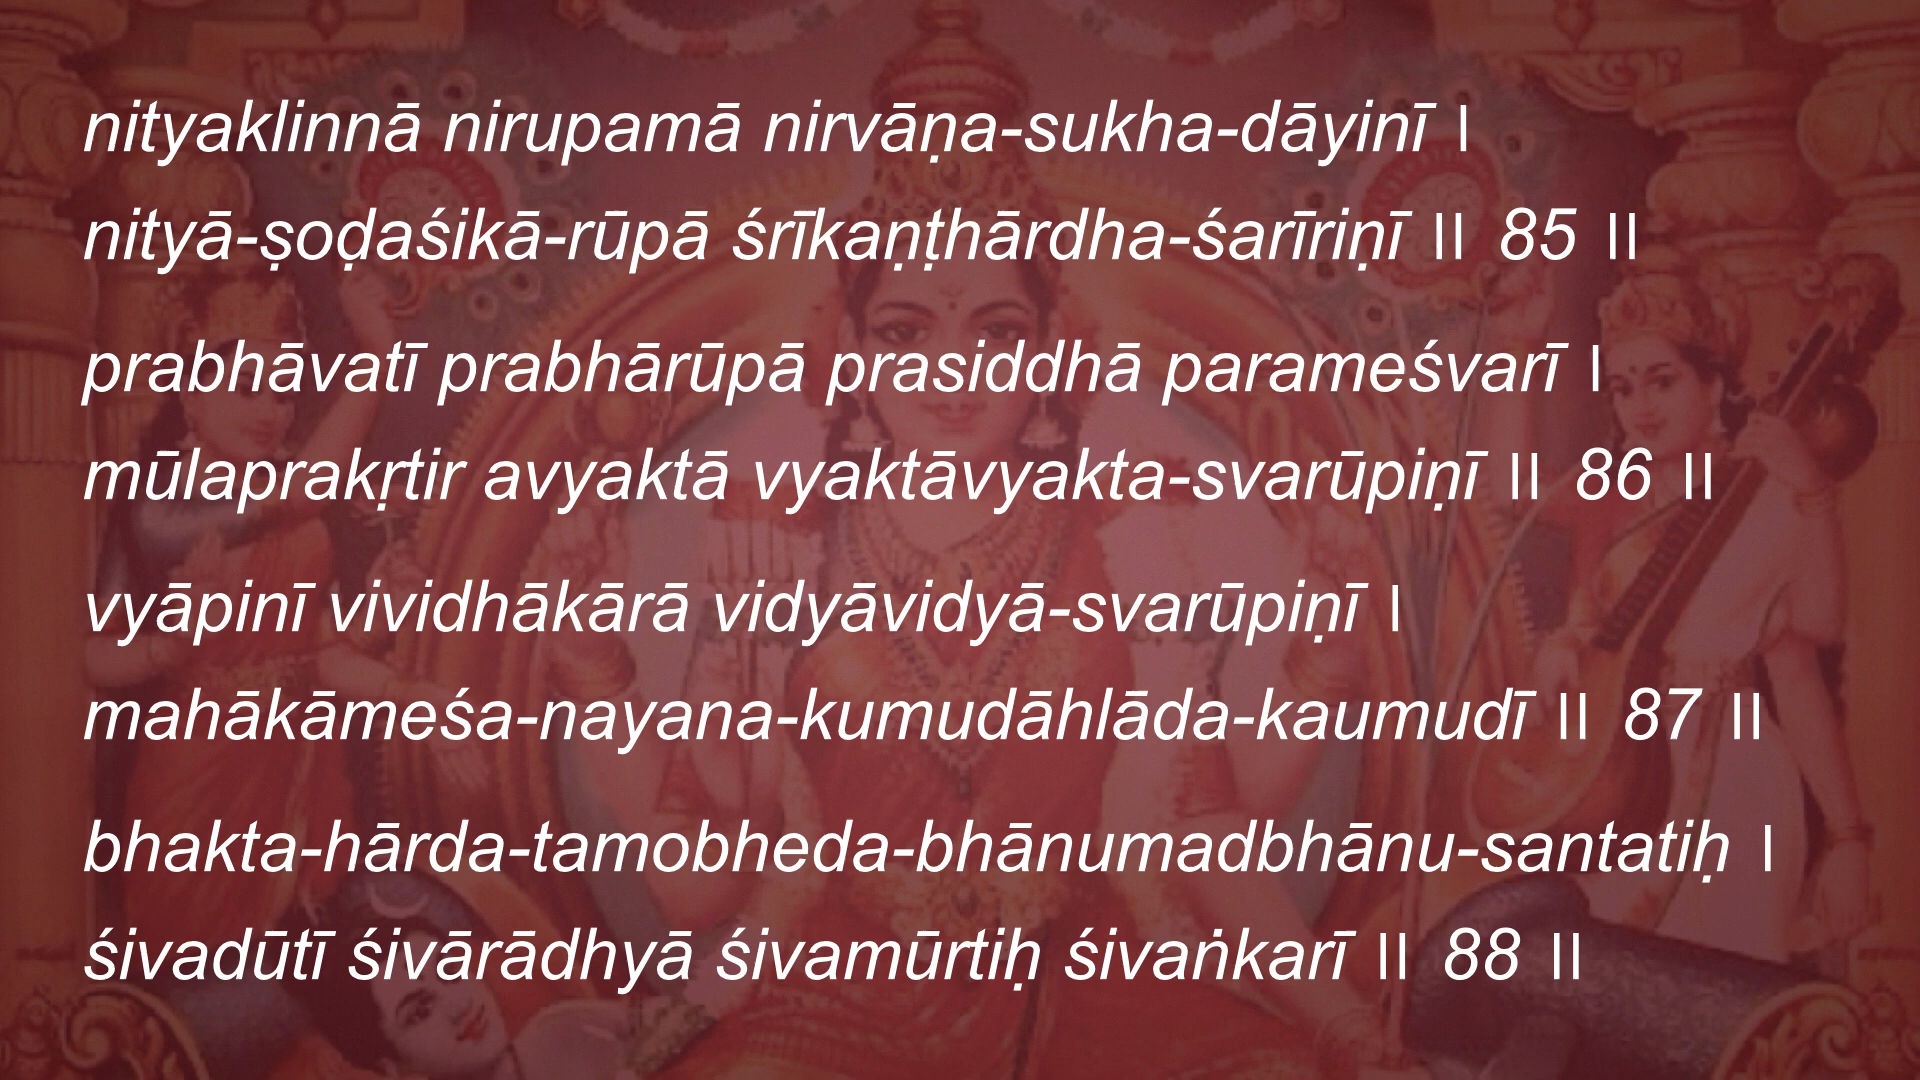 nityaklinnā nirupamā nirvāṇa-sukha-dāyinī ।
nityā-ṣoḍaśikā-rūpā śrīkaṇṭhārdha-śarīriṇī ॥ 85 ॥
prabhāvatī prabhārūpā prasiddhā parameśvarī ।
mūlaprakṛtir avyaktā vyaktāvyakta-svarūpiṇī ॥ 86 ॥
vyāpinī vividhākārā vidyāvidyā-svarūpiṇī ।
mahākāmeśa-nayana-kumudāhlāda-kaumudī ॥ 87 ॥
bhakta-hārda-tamobheda-bhānumadbhānu-santatiḥ ।
śivadūtī śivārādhyā śivamūrtiḥ śivaṅkarī ॥ 88 ॥